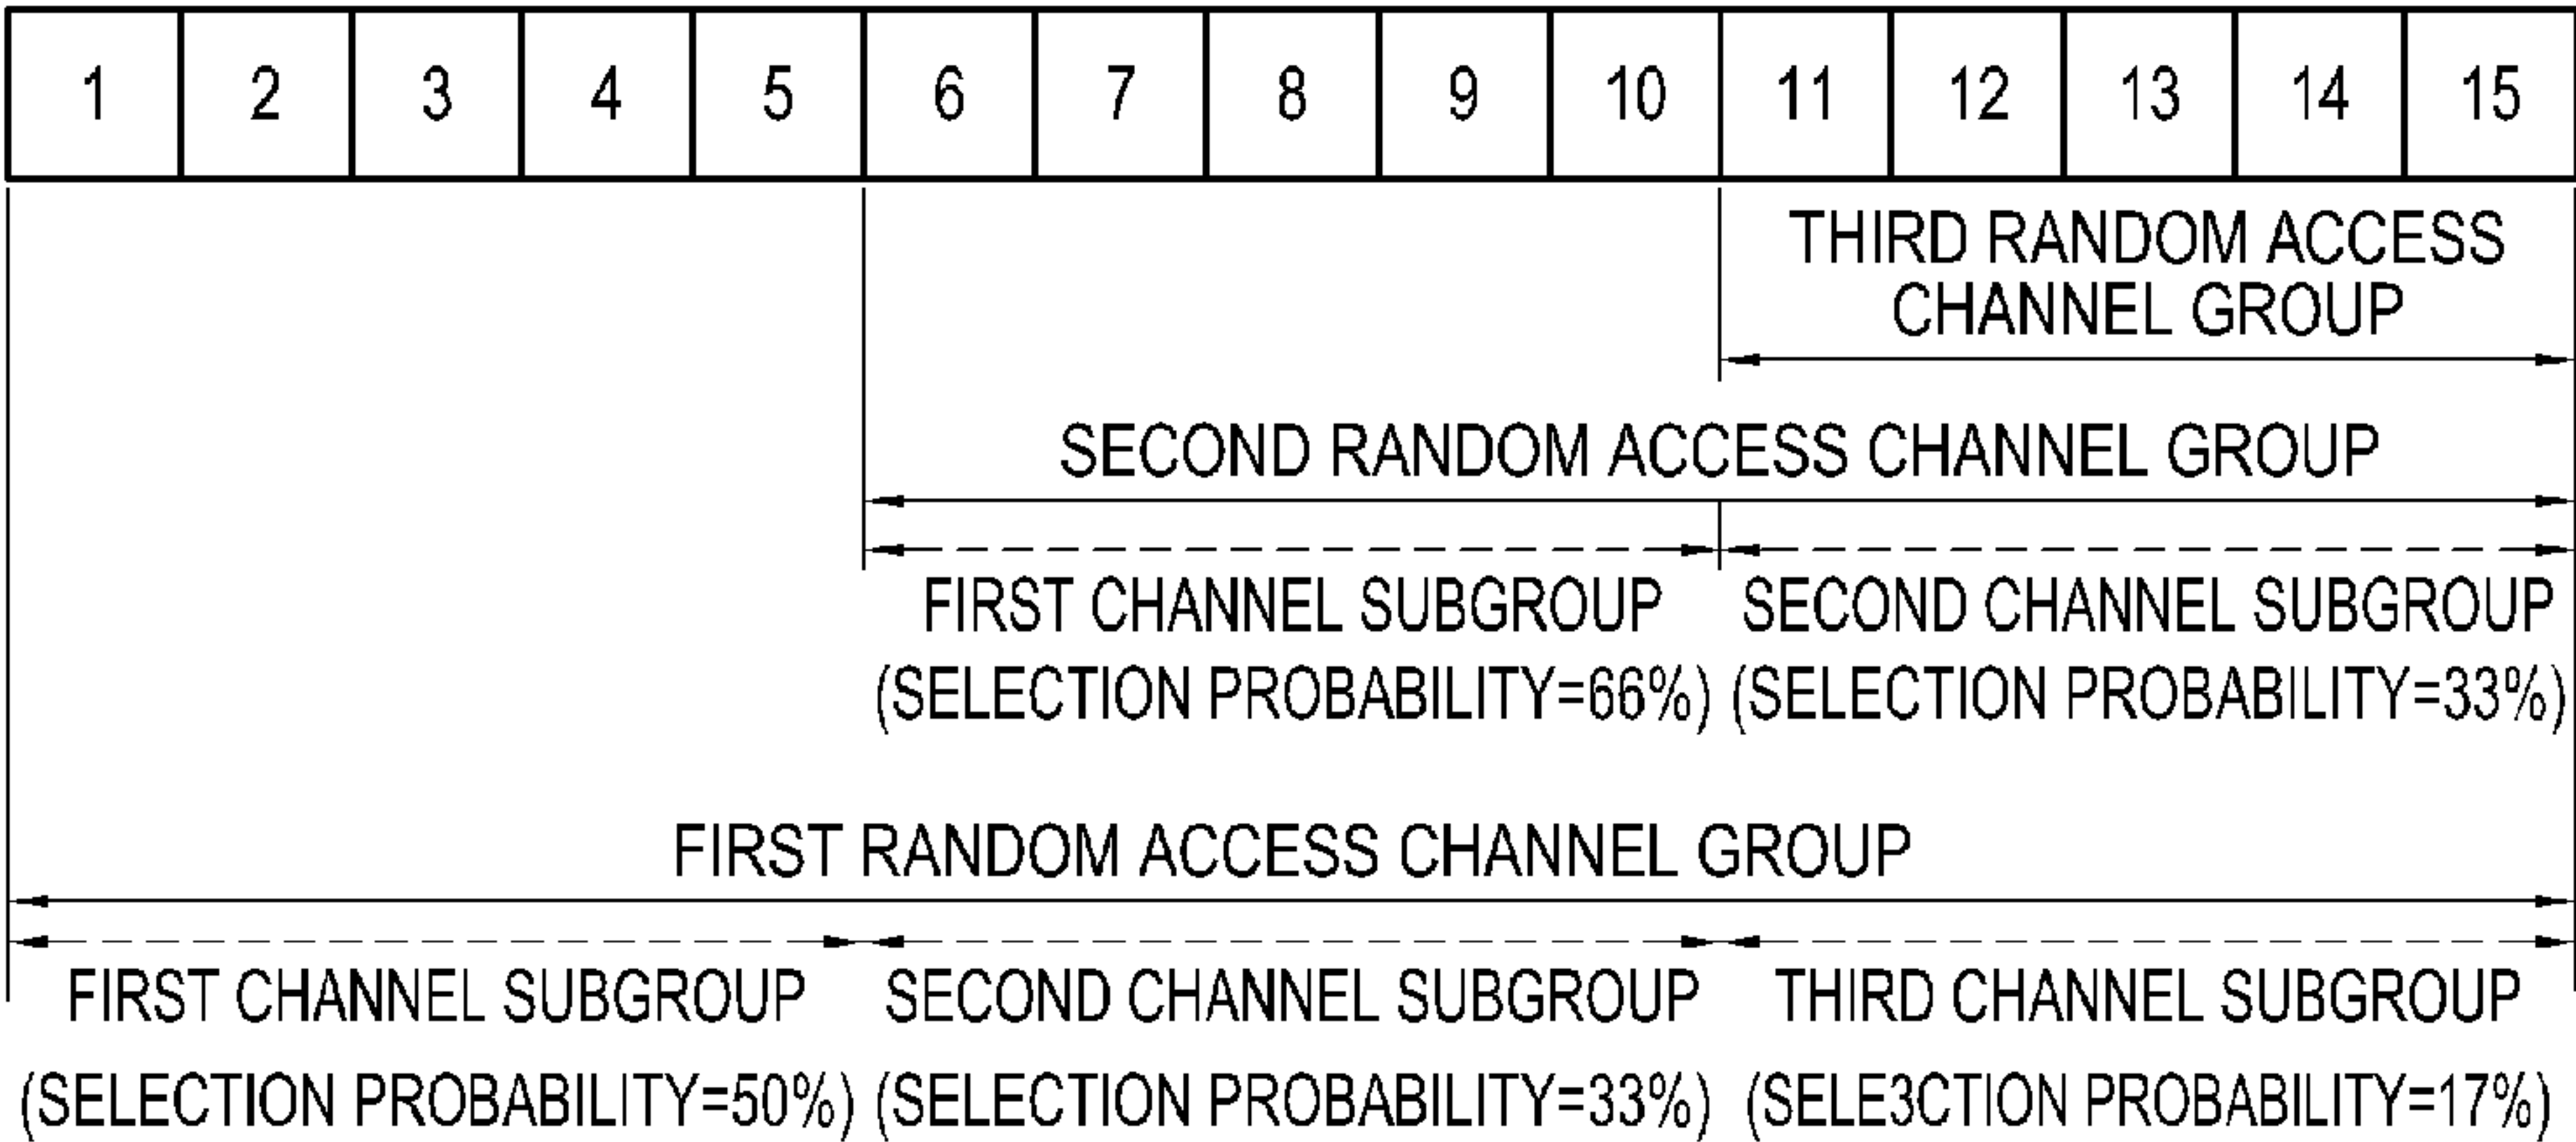 1 2 3 4 5 6 7 8 9 10 11 12 13 14 15
THIRD RANDOM ACCESS
CHANNEL GROUP
SECOND RANDOM ACCESS CHANNEL GROUP
FIRST CHANNEL SUBGROUP SECOND CHANNEL SUBGROUP
(SELECTION PROBABILITY=66%) (SELECTION PROBABILITY=33%)
FIRST RANDOM ACCESS CHANNEL GROUP
FIRST CHANNEL SUBGROUP SECOND CHANNEL SUBGROUP THIRD CHANNEL SUBGROUP
(SELECTION PROBABILITY=50%) (SELECTION PROBABILITY=33%) (SELE3CTION PROBABILITY=17%)